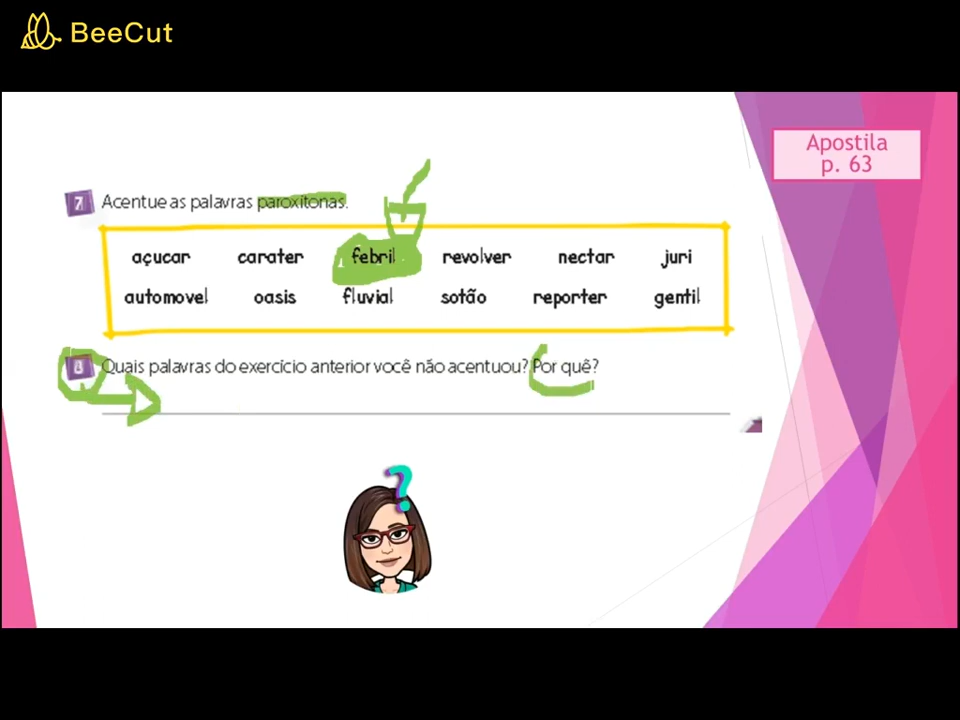 BeeCut
Apostila
p. 63
7 Acentue as palavras paroxítonas.
açucar carater febril revolver nectar juri
automovel oasis fluvial sotão reporter gentil
8 Quais palavras do exercício anterior você não acentuou? Por quê?
?